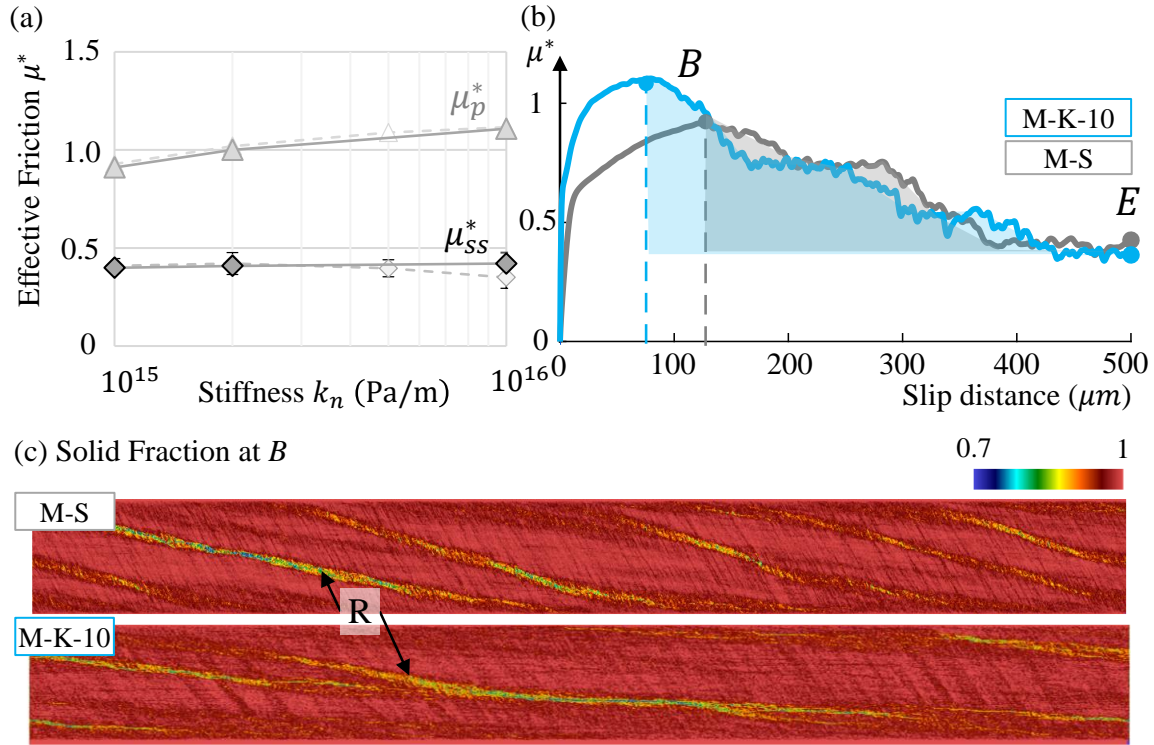 (a)
(b)
1.5
1.0
0.5
0
Effective Friction μ*
μ*p
μ*ss
10^15
10^16
Stiffness kn (Pa/m)
μ*
B
E
1
0.5
0
M-K-10
M-S
0
100
200
300
400
500
Slip distance (μm)
(c) Solid Fraction at B
0.7
1
M-S
R
M-K-10